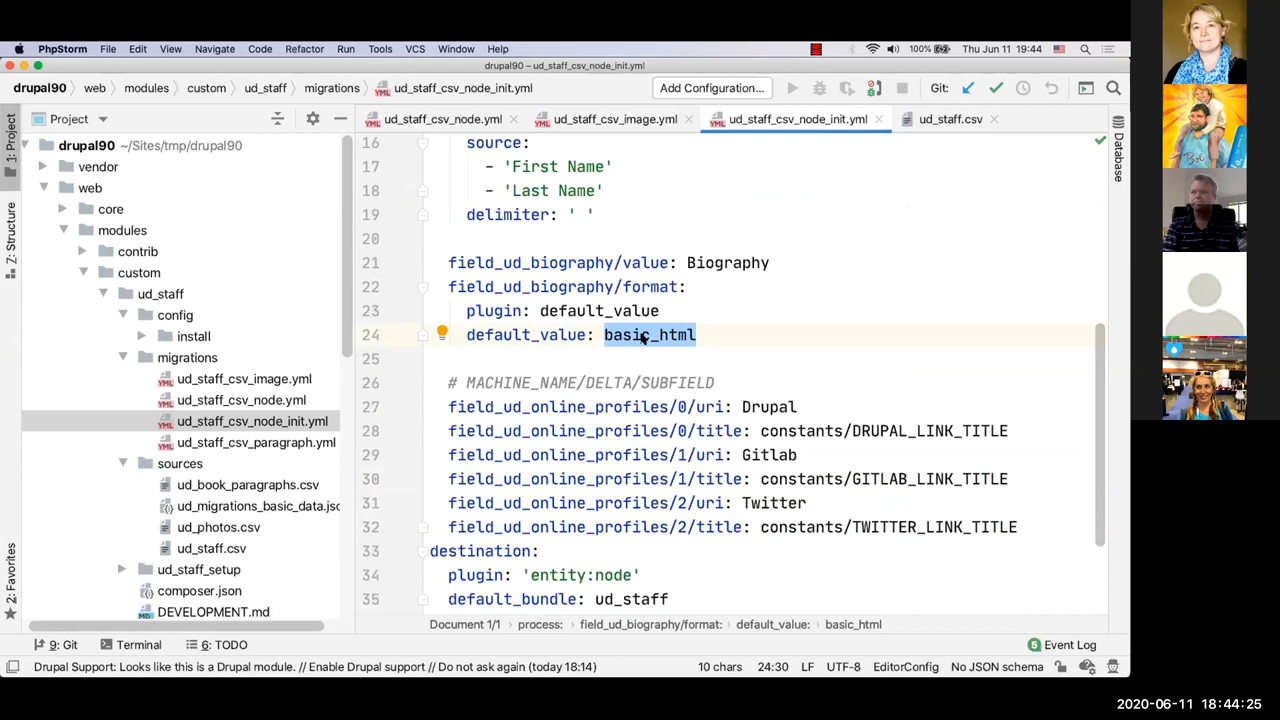 PhpStorm File Edit View Navigate Code Refactor Run Tools VCS Window Help 100% Thu Jun 11 19:44
drupal90 – ud_staff_csv_node_init.yml
drupal90 web modules custom ud_staff migrations ud_staff_csv_node_init.yml Add Configuration... Git:
Project ud_staff_csv_node.yml ud_staff_csv_image.yml ud_staff_csv_node_init.yml ud_staff.csv
1: Project
Z: Structure
2: Favorites
Database
drupal90 ~/Sites/tmp/drupal90
vendor
web
core
modules
contrib
custom
ud_staff
config
install
migrations
ud_staff_csv_image.yml
ud_staff_csv_node.yml
ud_staff_csv_node_init.yml
ud_staff_csv_paragraph.yml
sources
ud_book_paragraphs.csv
ud_migrations_basic_data.jsc
ud_photos.csv
ud_staff.csv
ud_staff_setup
composer.json
DEVELOPMENT.md
16 source:
17 - 'First Name'
18 - 'Last Name'
19 delimiter: ' '
20
21 field_ud_biography/value: Biography
22 field_ud_biography/format:
23 plugin: default_value
24 default_value: basic_html
25
26 # MACHINE_NAME/DELTA/SUBFIELD
27 field_ud_online_profiles/0/uri: Drupal
28 field_ud_online_profiles/0/title: constants/DRUPAL_LINK_TITLE
29 field_ud_online_profiles/1/uri: Gitlab
30 field_ud_online_profiles/1/title: constants/GITLAB_LINK_TITLE
31 field_ud_online_profiles/2/uri: Twitter
32 field_ud_online_profiles/2/title: constants/TWITTER_LINK_TITLE
33 destination:
34 plugin: 'entity:node'
35 default_bundle: ud_staff
Document 1/1 process: field_ud_biography/format: default_value: basic_html
9: Git Terminal 6: TODO 5 Event Log
Drupal Support: Looks like this is a Drupal module. // Enable Drupal support // Do not ask again (today 18:14) 10 chars 24:30 LF UTF-8 EditorConfig No JSON schema
2020-06-11 18:44:25